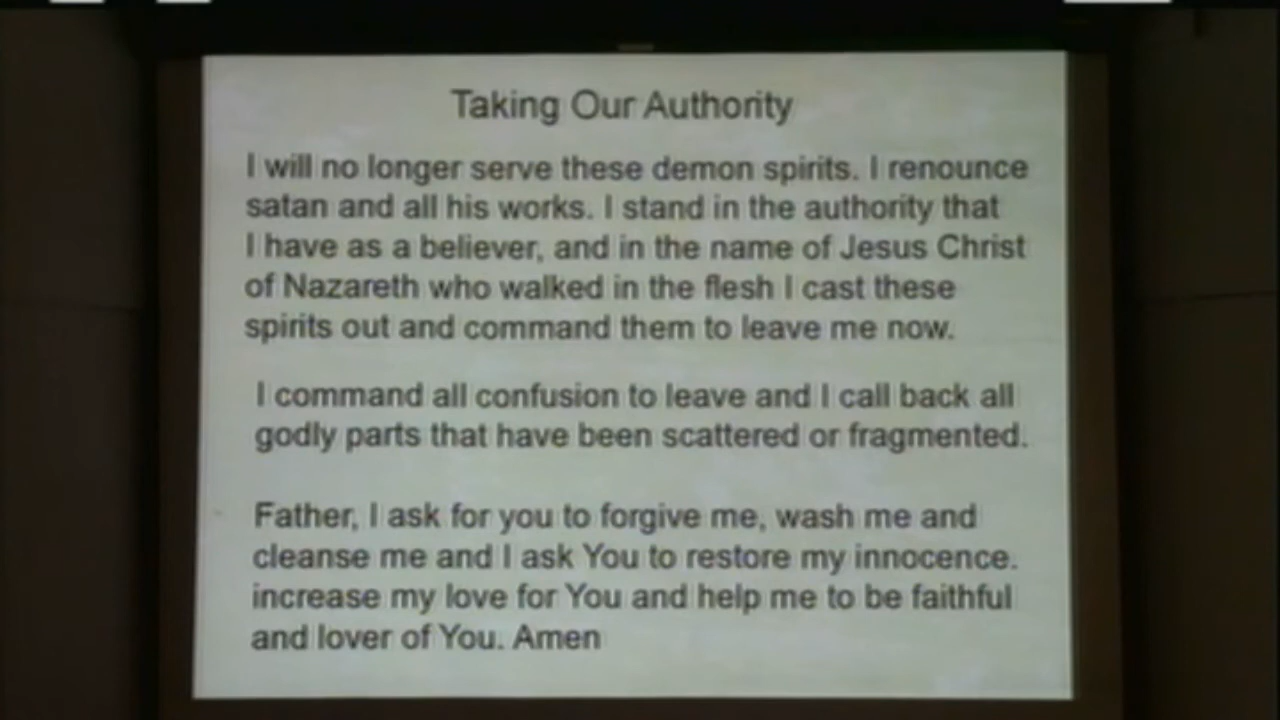 Taking Our Authority
I will no longer serve these demon spirits. I renounce
satan and all his works. I stand in the authority that
I have as a believer, and in the name of Jesus Christ
of Nazareth who walked in the flesh I cast these
spirits out and command them to leave me now.
I command all confusion to leave and I call back all
godly parts that have been scattered or fragmented.
Father, I ask for you to forgive me, wash me and
cleanse me and I ask You to restore my innocence.
increase my love for You and help me to be faithful
and lover of You. Amen